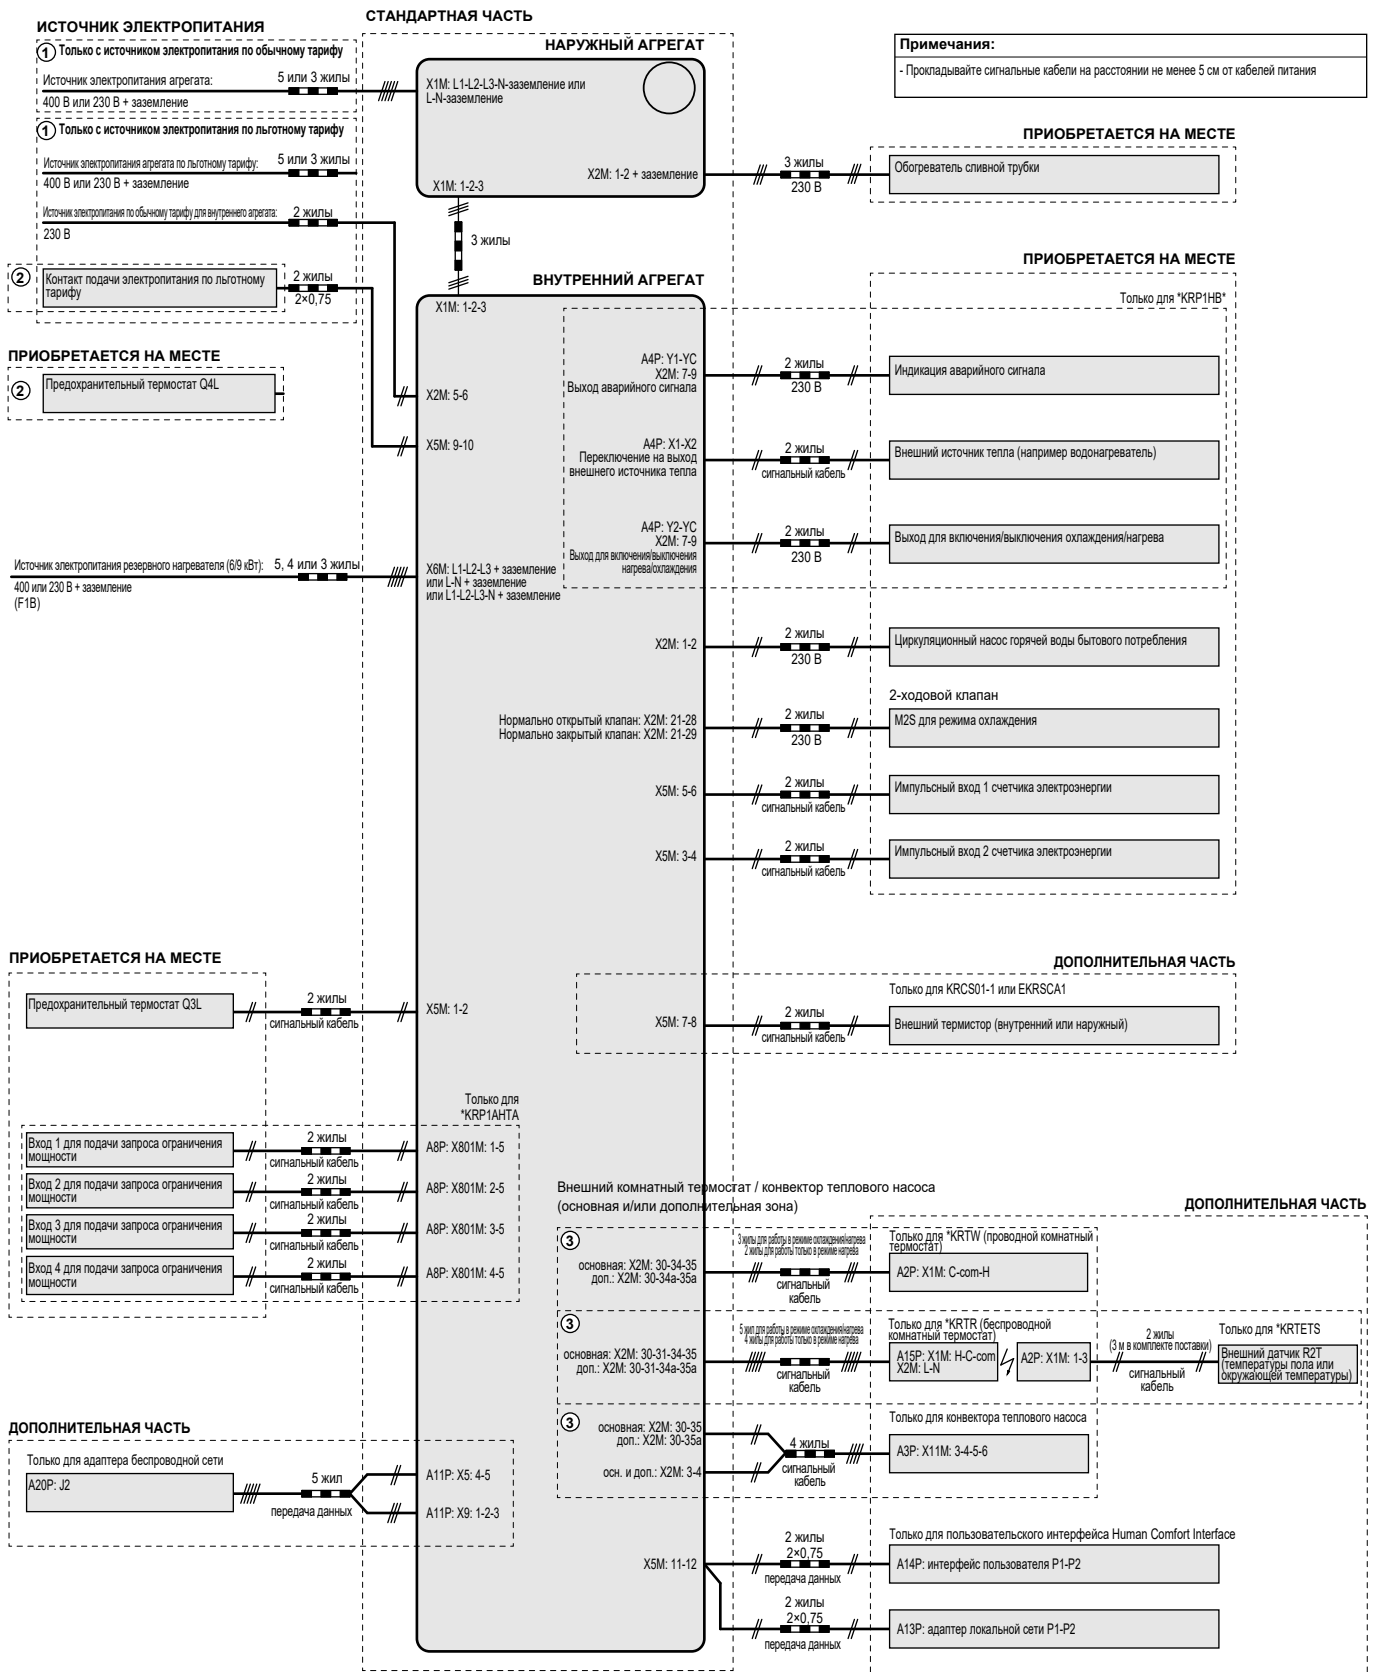 СТАНДАРТНАЯ ЧАСТЬ
ИСТОЧНИК ЭЛЕКТРОПИТАНИЯ
1 Только с источником электропитания по обычному тарифу
Источник электропитания агрегата:
5 или 3 жилы
400 В или 230 В + заземление
1 Только с источником электропитания по льготному тарифу
Источник электропитания агрегата по льготному тарифу:
5 или 3 жилы
400 В или 230 В + заземление
Источник электропитания по обычному тарифу для внутреннего агрегата:
2 жилы
230 В
2
Контакт подачи электропитания по льготному
тарифу
2 жилы
2×0,75
ПРИОБРЕТАЕТСЯ НА МЕСТЕ
2
Предохранительный термостат Q4L
НАРУЖНЫЙ АГРЕГАТ
X1M: L1-L2-L3-N-заземление или
L-N-заземление
X2M: 1-2 + заземление
X1M: 1-2-3
3 жилы
Примечания:
- Прокладывайте сигнальные кабели на расстоянии не менее 5 см от кабелей питания
ПРИОБРЕТАЕТСЯ НА МЕСТЕ
3 жилы
230 В
Обогреватель сливной трубки
ВНУТРЕННИЙ АГРЕГАТ
X1M: 1-2-3
X2M: 5-6
X5M: 9-10
Источник электропитания резервного нагревателя (6/9 кВт):
5, 4 или 3 жилы
400 или 230 В + заземление
(F1B)
X6M: L1-L2-L3 + заземление
или L-N + заземление
или L1-L2-L3-N + заземление
ПРИОБРЕТАЕТСЯ НА МЕСТЕ
Только для *KRP1HB*
A4P: Y1-YC
X2M: 7-9
Выход аварийного сигнала
2 жилы
230 В
Индикация аварийного сигнала
A4P: X1-X2
Переключение на выход
внешнего источника тепла
2 жилы
сигнальный кабель
Внешний источник тепла (например водонагреватель)
A4P: Y2-YC
X2M: 7-9
Выход для включения/выключения
нагрева/охлаждения
2 жилы
230 В
Выход для включения/выключения охлаждения/нагрева
X2M: 1-2
2 жилы
230 В
Циркуляционный насос горячей воды бытового потребления
2-ходовой клапан
Нормально открытый клапан: X2M: 21-28
Нормально закрытый клапан: X2M: 21-29
2 жилы
230 В
M2S для режима охлаждения
X5M: 5-6
2 жилы
сигнальный кабель
Импульсный вход 1 счетчика электроэнергии
X5M: 3-4
2 жилы
сигнальный кабель
Импульсный вход 2 счетчика электроэнергии
ПРИОБРЕТАЕТСЯ НА МЕСТЕ
Предохранительный термостат Q3L
2 жилы
сигнальный кабель
X5M: 1-2
ДОПОЛНИТЕЛЬНАЯ ЧАСТЬ
Только для KRCS01-1 или EKRSCA1
X5M: 7-8
2 жилы
сигнальный кабель
Внешний термистор (внутренний или наружный)
Только для
*KRP1AHTA
Вход 1 для подачи запроса ограничения
мощности
2 жилы
сигнальный кабель
A8P: X801M: 1-5
Вход 2 для подачи запроса ограничения
мощности
2 жилы
сигнальный кабель
A8P: X801M: 2-5
Вход 3 для подачи запроса ограничения
мощности
2 жилы
сигнальный кабель
A8P: X801M: 3-5
Вход 4 для подачи запроса ограничения
мощности
2 жилы
сигнальный кабель
A8P: X801M: 4-5
Внешний комнатный термостат / конвектор теплового насоса
(основная и/или дополнительная зона)
ДОПОЛНИТЕЛЬНАЯ ЧАСТЬ
3
основная: X2M: 30-34-35
доп.: X2M: 30-34a-35a
3 жилы для работы в режиме охлаждения/нагрева
2 жилы для работы только в режиме нагрева
сигнальный
кабель
Только для *KRTW (проводной комнатный
термостат)
A2P: X1M: C-com-H
3
основная: X2M: 30-31-34-35
доп.: X2M: 30-31-34a-35a
5 жил для работы в режиме охлаждения/нагрева
4 жилы для работы только в режиме нагрева
сигнальный
кабель
Только для *KRTR (беспроводной
комнатный термостат)
A15P: X1M: H-C-com
X2M: L-N
A2P: X1M: 1-3
2 жилы
(3 м в комплекте поставки)
сигнальный
кабель
Только для *KRTETS
Внешний датчик R2T
(температуры пола или
окружающей температуры)
3
основная: X2M: 30-35
доп.: X2M: 30-35a
осн. и доп.: X2M: 3-4
4 жилы
сигнальный
кабель
Только для конвектора теплового насоса
A3P: X11M: 3-4-5-6
ДОПОЛНИТЕЛЬНАЯ ЧАСТЬ
Только для адаптера беспроводной сети
A20P: J2
5 жил
передача данных
A11P: X5: 4-5
A11P: X9: 1-2-3
X5M: 11-12
2 жилы
2×0,75
передача данных
Только для пользовательского интерфейса Human Comfort Interface
A14P: интерфейс пользователя P1-P2
2 жилы
2×0,75
передача данных
A13P: адаптер локальной сети P1-P2